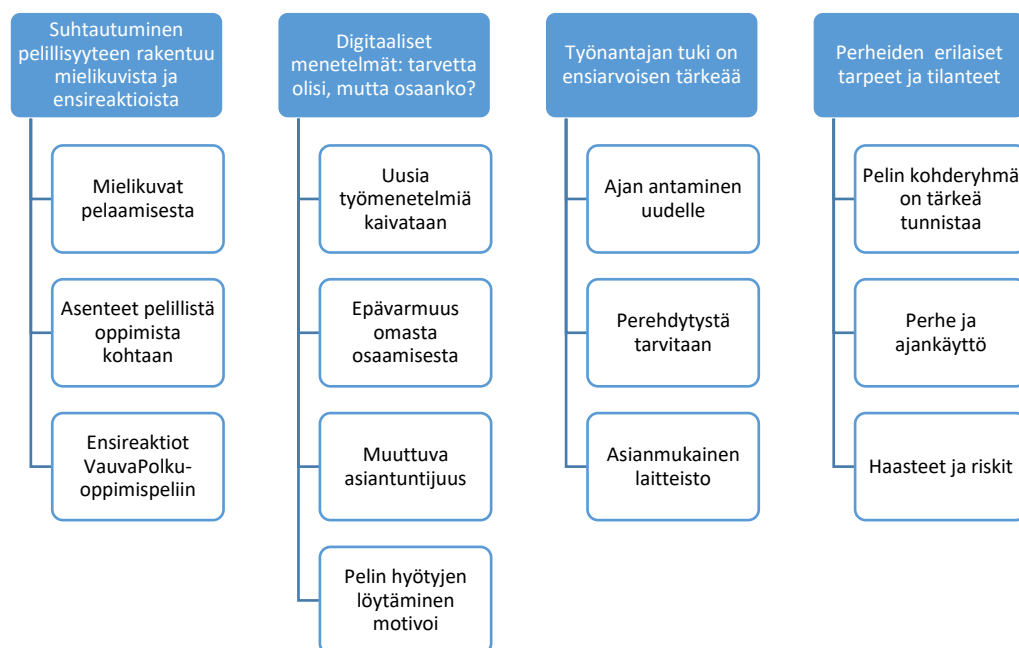 Suhtautuminen
pelillisyyteen rakentuu
mielikuvista ja
ensireaktioista
Mielikuvat
pelaamisesta
Asenteet pelillistä
oppimista
kohtaan
Ensireaktiot
VauvaPolku-
oppimispeliin
Digitaaliset
menetelmät: tarvetta
olisi, mutta osaanko?
Uusia
työmenetelmiä
kaivataan
Epävarmuus
omasta
osaamisesta
Muuttuva
asiantuntijuus
Pelin hyötyjen
löytäminen
motivoi
Työnantajan tuki on
ensiarvoisen tärkeää
Ajan antaminen
uudelle
Perehdytystä
tarvitaan
Asianmukainen
laitteisto
Perheiden erilaiset
tarpeet ja tilanteet
Pelin kohderyhmä
on tärkeä
tunnistaa
Perhe ja
ajankäyttö
Haasteet ja riskit